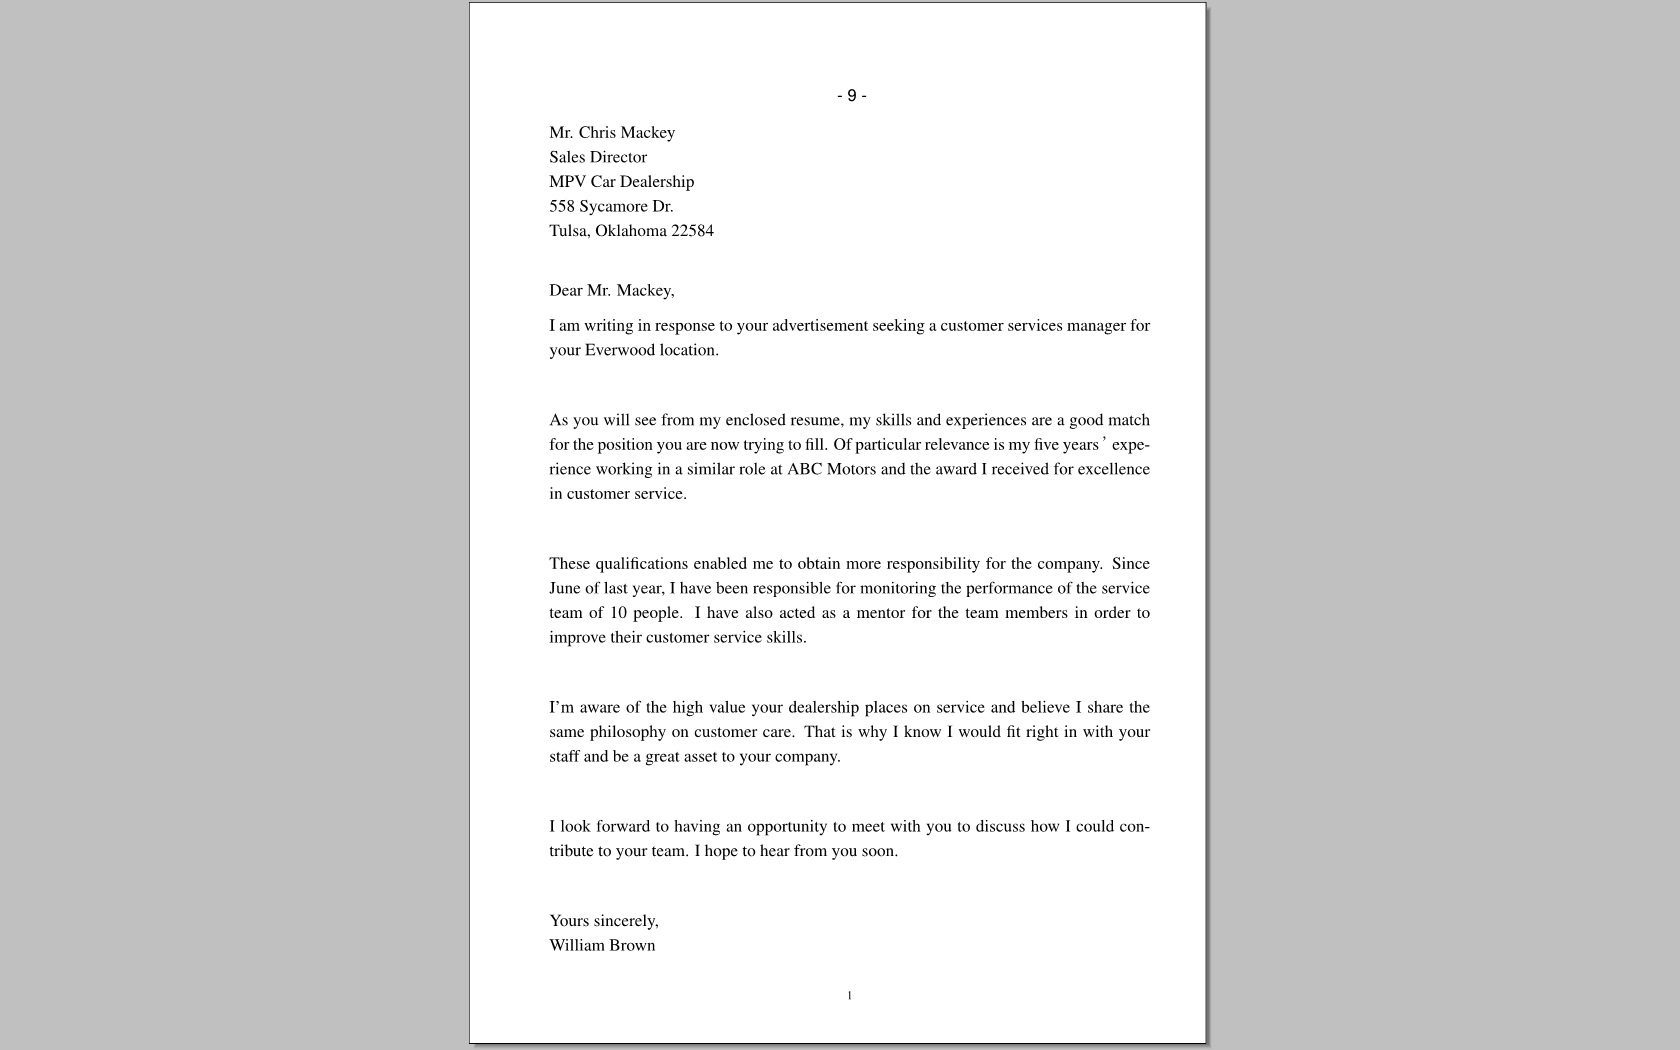 - 9 -
Mr. Chris Mackey
Sales Director
MPV Car Dealership
558 Sycamore Dr.
Tulsa, Oklahoma 22584
Dear Mr. Mackey,
I am writing in response to your advertisement seeking a customer services manager for
your Everwood location.
As you will see from my enclosed resume, my skills and experiences are a good match
for the position you are now trying to fill. Of particular relevance is my five years’ expe-
rience working in a similar role at ABC Motors and the award I received for excellence
in customer service.
These qualifications enabled me to obtain more responsibility for the company. Since
June of last year, I have been responsible for monitoring the performance of the service
team of 10 people. I have also acted as a mentor for the team members in order to
improve their customer service skills.
I’m aware of the high value your dealership places on service and believe I share the
same philosophy on customer care. That is why I know I would fit right in with your
staff and be a great asset to your company.
I look forward to having an opportunity to meet with you to discuss how I could con-
tribute to your team. I hope to hear from you soon.
Yours sincerely,
William Brown
1